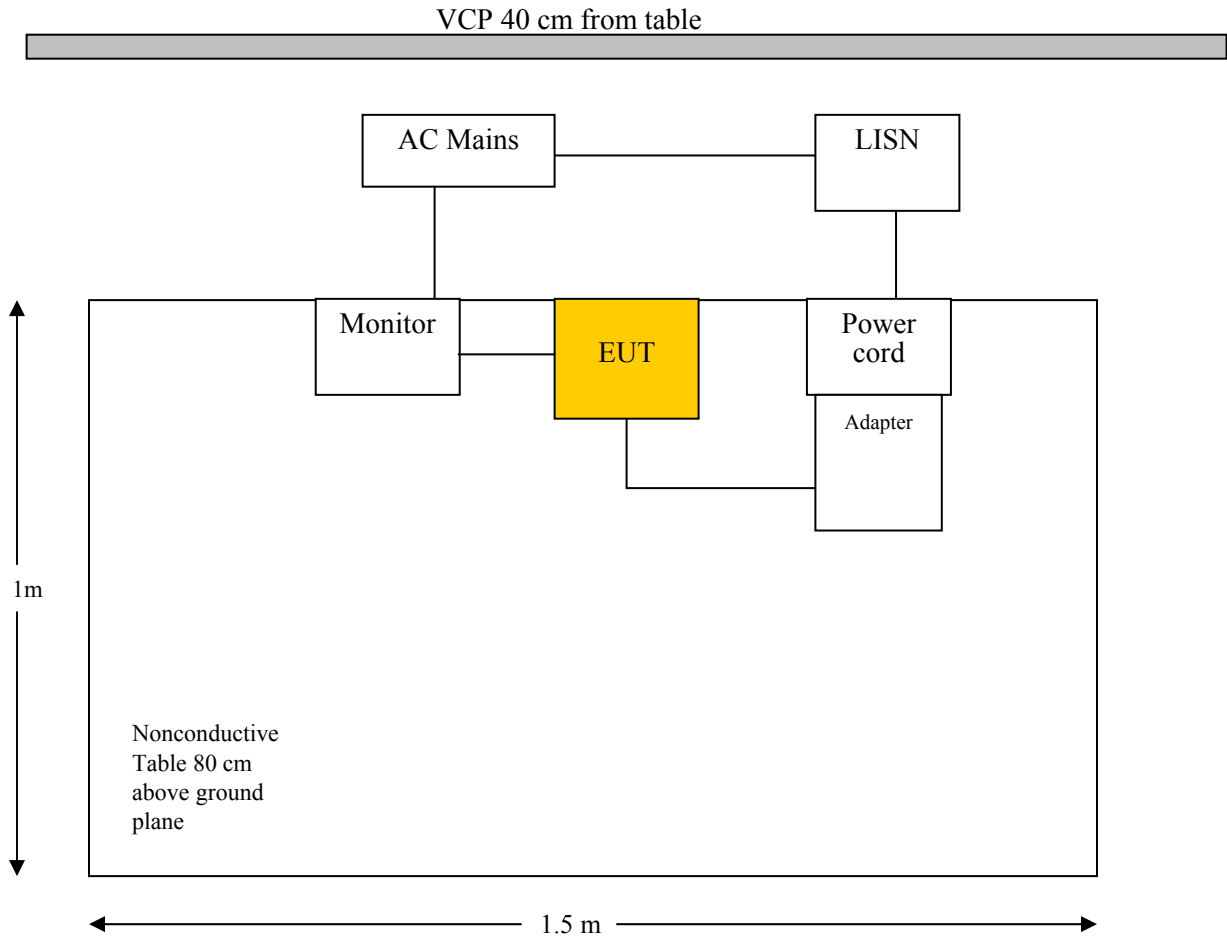 VCP 40 cm from table
AC Mains
LISN
Monitor
EUT
Power
cord
Adapter
1m
Nonconductive
Table 80 cm
above ground
plane
1.5 m